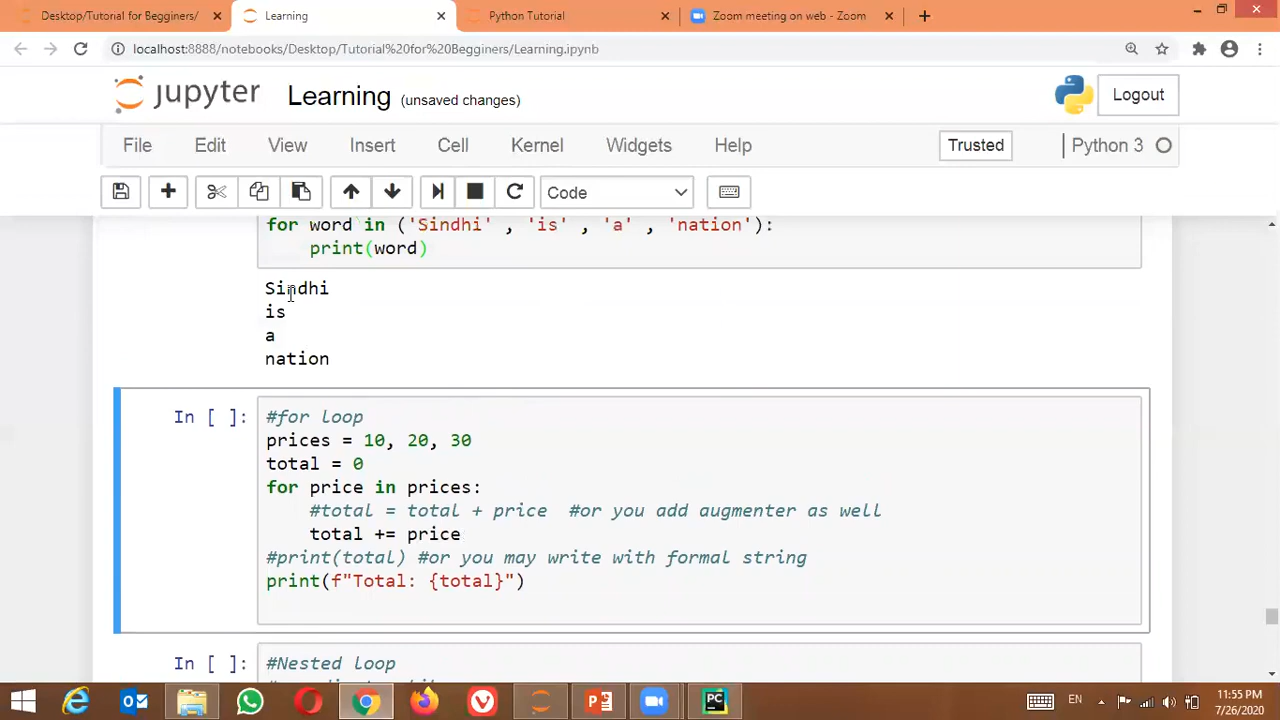 Desktop/Tutorial for Begginers/
Learning
Python Tutorial
Zoom meeting on web - Zoom
localhost:8888/notebooks/Desktop/Tutorial%20for%20Begginers/Learning.ipynb
jupyter
Learning (unsaved changes)
Logout
File Edit View Insert Cell Kernel Widgets Help
Trusted
Python 3
Code
for word in ('Sindhi' , 'is' , 'a' , 'nation'):
print(word)
Sindhi
is
a
nation
In [ ]: #for loop
prices = 10, 20, 30
total = 0
for price in prices:
#total = total + price #or you add augmenter as well
total += price
#print(total) #or you may write with formal string
print(f"Total: {total}")
In [ ]: #Nested loop
EN
11:55 PM
7/26/2020